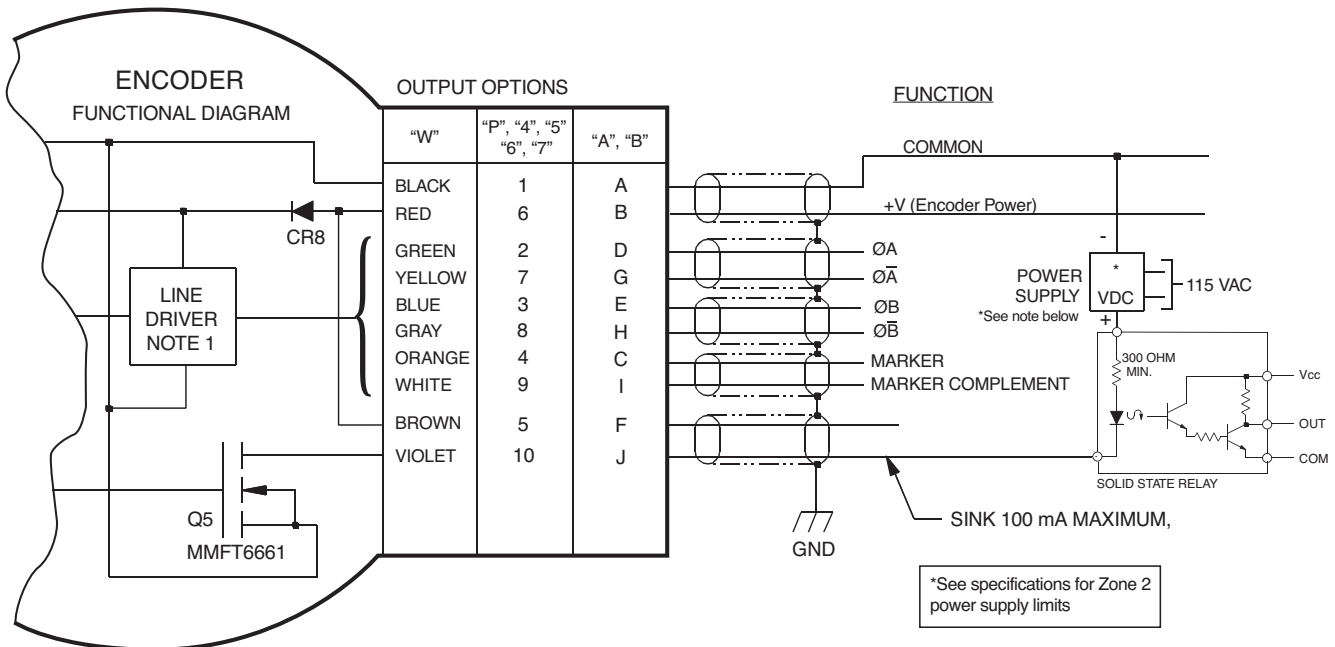 ENCODER
FUNCTIONAL DIAGRAM
OUTPUT OPTIONS
FUNCTION
“W”
“P”, “4”, “5”
“6”, “7”
“A”, “B”
BLACK 1 A
RED 6 B
GREEN 2 D
YELLOW 7 G
BLUE 3 E
GRAY 8 H
ORANGE 4 C
WHITE 9 I
BROWN 5 F
VIOLET 10 J
CR8
LINE
DRIVER
NOTE 1
Q5
MMFT6661
COMMON
+V (Encoder Power)
ØA
ØA̅
ØB
ØB̅
MARKER
MARKER COMPLEMENT
GND
SINK 100 mA MAXIMUM,
-
POWER
SUPPLY
*See note below
*
VDC
+
115 VAC
300 OHM
MIN.
Vcc
OUT
COM
SOLID STATE RELAY
*See specifications for Zone 2
power supply limits